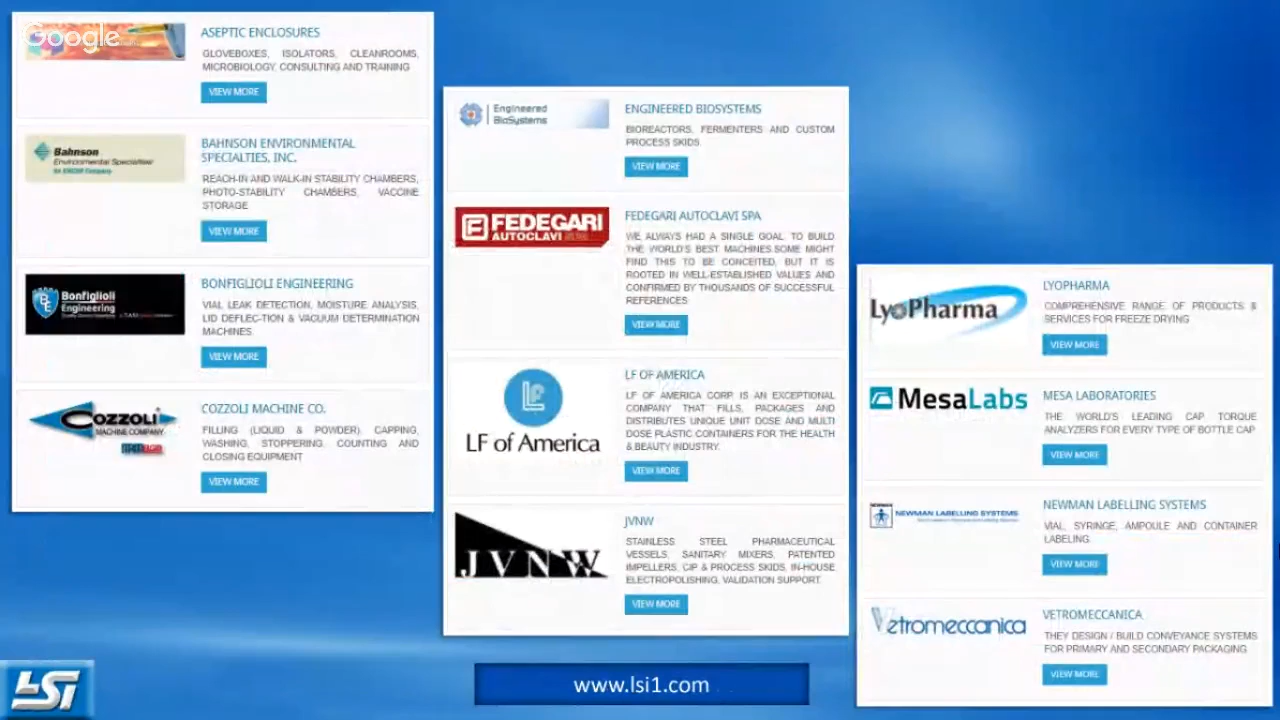 Google
ASEPTIC ENCLOSURES
GLOVEBOXES, ISOLATORS, CLEANROOMS,
MICROBIOLOGY, CONSULTING AND TRAINING
VIEW MORE
Bahnson
Environmental Specialties
BAHNSON ENVIRONMENTAL
SPECIALTIES, INC.
REACH-IN AND WALK-IN STABILITY CHAMBERS,
PHOTO-STABILITY CHAMBERS, VACCINE
STORAGE
VIEW MORE
Bonfiglioli
Engineering
BONFIGLIOLI ENGINEERING
VIAL LEAK DETECTION, MOISTURE ANALYSIS,
LID DEFLEC-TION & VACUUM DETERMINATION
MACHINES.
VIEW MORE
COZZOLI
MACHINE COMPANY
COZZOLI MACHINE CO.
FILLING (LIQUID & POWDER), CAPPING,
WASHING, STOPPERING, COUNTING AND
CLOSING EQUIPMENT
VIEW MORE
Engineered
BioSystems
ENGINEERED BIOSYSTEMS
BIOREACTORS, FERMENTERS AND CUSTOM
PROCESS SKIDS.
VIEW MORE
FEDEGARI
AUTOCLAVI
FEDEGARI AUTOCLAVI SPA
WE ALWAYS HAD A SINGLE GOAL: TO BUILD
THE WORLD'S BEST MACHINES.SOME MIGHT
FIND THIS TO BE CONCEITED, BUT IT IS
ROOTED IN WELL-ESTABLISHED VALUES AND
CONFIRMED BY THOUSANDS OF SUCCESSFUL
REFERENCES
VIEW MORE
LF
LF of America
LF OF AMERICA
LF OF AMERICA CORP. IS AN EXCEPTIONAL
COMPANY THAT FILLS, PACKAGES AND
DISTRIBUTES UNIQUE UNIT DOSE AND MULTI
DOSE PLASTIC CONTAINERS FOR THE HEALTH
& BEAUTY INDUSTRY.
VIEW MORE
JVNW
JVNW
STAINLESS STEEL PHARMACEUTICAL
VESSELS, SANITARY MIXERS, PATENTED
IMPELLERS, CIP & PROCESS SKIDS, IN-HOUSE
ELECTROPOLISHING, VALIDATION SUPPORT.
VIEW MORE
LyoPharma
LYOPHARMA
COMPREHENSIVE RANGE OF PRODUCTS &
SERVICES FOR FREEZE DRYING
VIEW MORE
MesaLabs
MESA LABORATORIES
THE WORLD'S LEADING CAP TORQUE
ANALYZERS FOR EVERY TYPE OF BOTTLE CAP
VIEW MORE
NEWMAN
NEWMAN LABELLING SYSTEMS
NEWMAN LABELLING SYSTEMS
VIAL, SYRINGE, AMPOULE AND CONTAINER
LABELING
VIEW MORE
Vetromeccanica
VETROMECCANICA
THEY DESIGN / BUILD CONVEYANCE SYSTEMS
FOR PRIMARY AND SECONDARY PACKAGING
VIEW MORE
LSI
www.lsi1.com